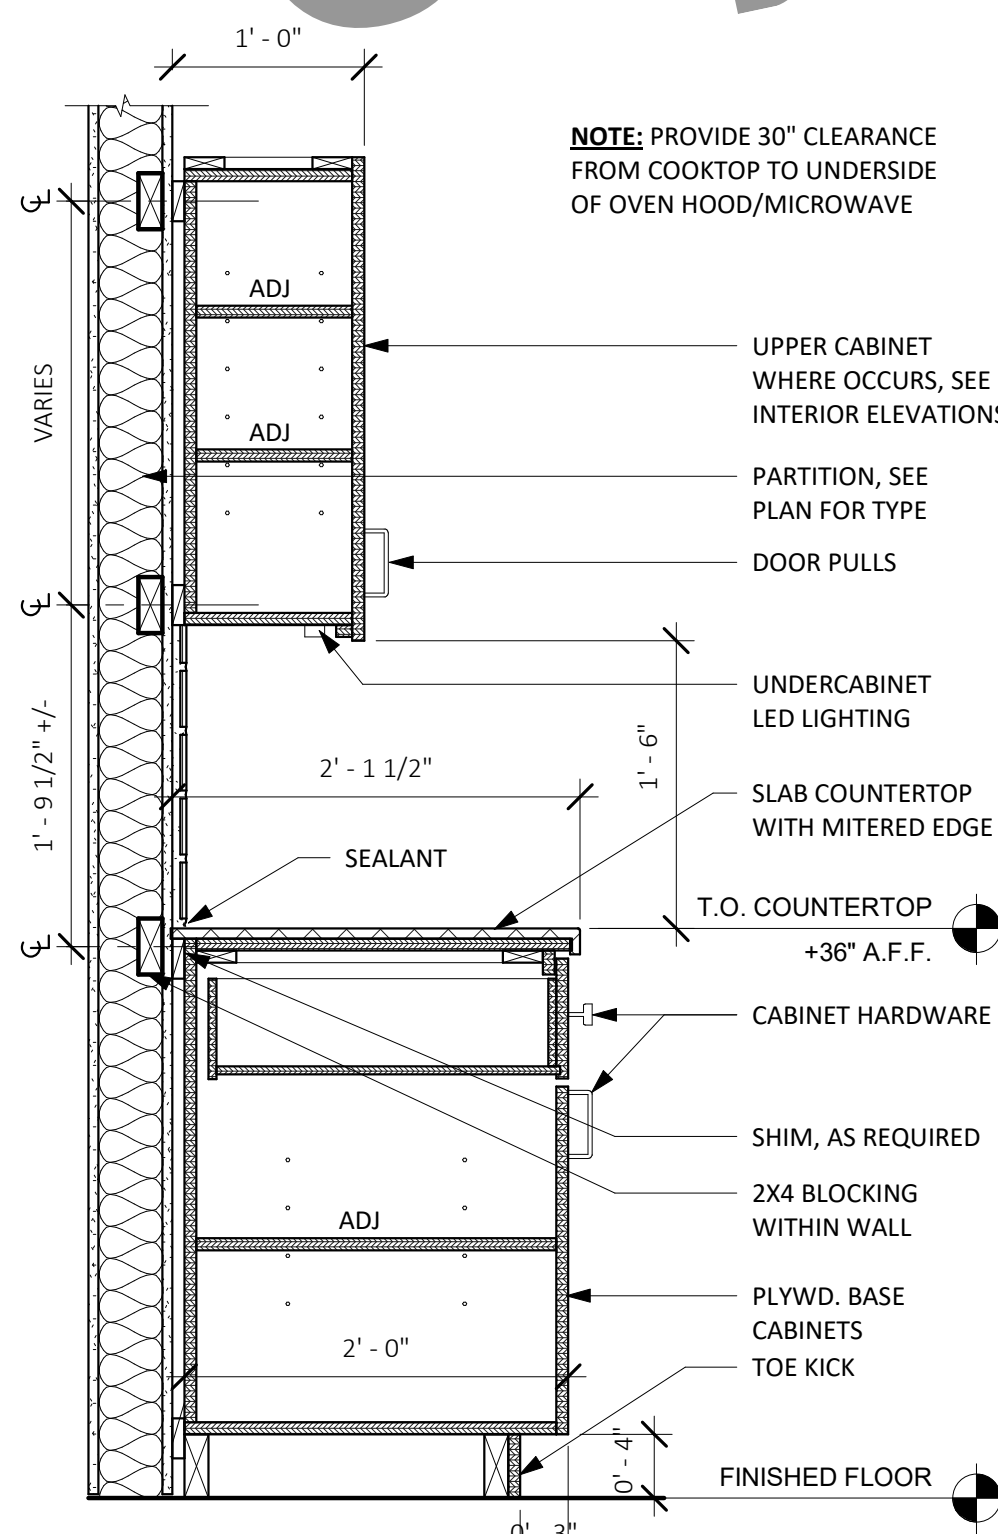 1' - 0"
NOTE: PROVIDE 30" CLEARANCE
FROM COOKTOP TO UNDERSIDE
OF OVEN HOOD/MICROWAVE
ADJ
UPPER CABINET
WHERE OCCURS, SEE
INTERIOR ELEVATIONS
VARIES
ADJ
PARTITION, SEE
PLAN FOR TYPE
DOOR PULLS
UNDERCABINET
LED LIGHTING
1' - 6"
1' - 9 1/2" +/-
2' - 1 1/2"
SLAB COUNTERTOP
WITH MITERED EDGE
SEALANT
T.O. COUNTERTOP
+36" A.F.F.
CABINET HARDWARE
SHIM, AS REQUIRED
2X4 BLOCKING
WITHIN WALL
ADJ
PLYWD. BASE
CABINETS
2' - 0"
TOE KICK
0' - 4"
FINISHED FLOOR
0' - 3"